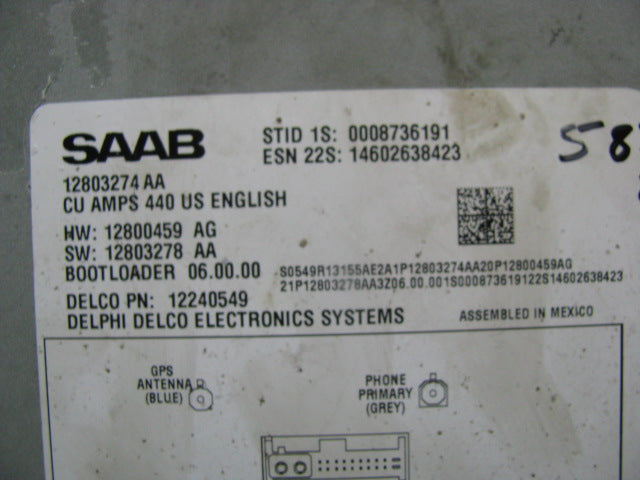 SAAB
STID 1S: 0008736191
ESN 22S: 14602638423
58
12803274 AA
CU AMPS 440 US ENGLISH
HW: 12800459 AG
SW: 12803278 AA
BOOTLOADER 06.00.00
S0549R13155AE2A1P12803274AA20P12800459AG
21P12803278AA3Z06.00.001S000873619122S14602638423
DELCO PN: 12240549
DELPHI DELCO ELECTRONICS SYSTEMS
ASSEMBLED IN MEXICO
GPS
ANTENNA
(BLUE)
PHONE
PRIMARY
(GREY)